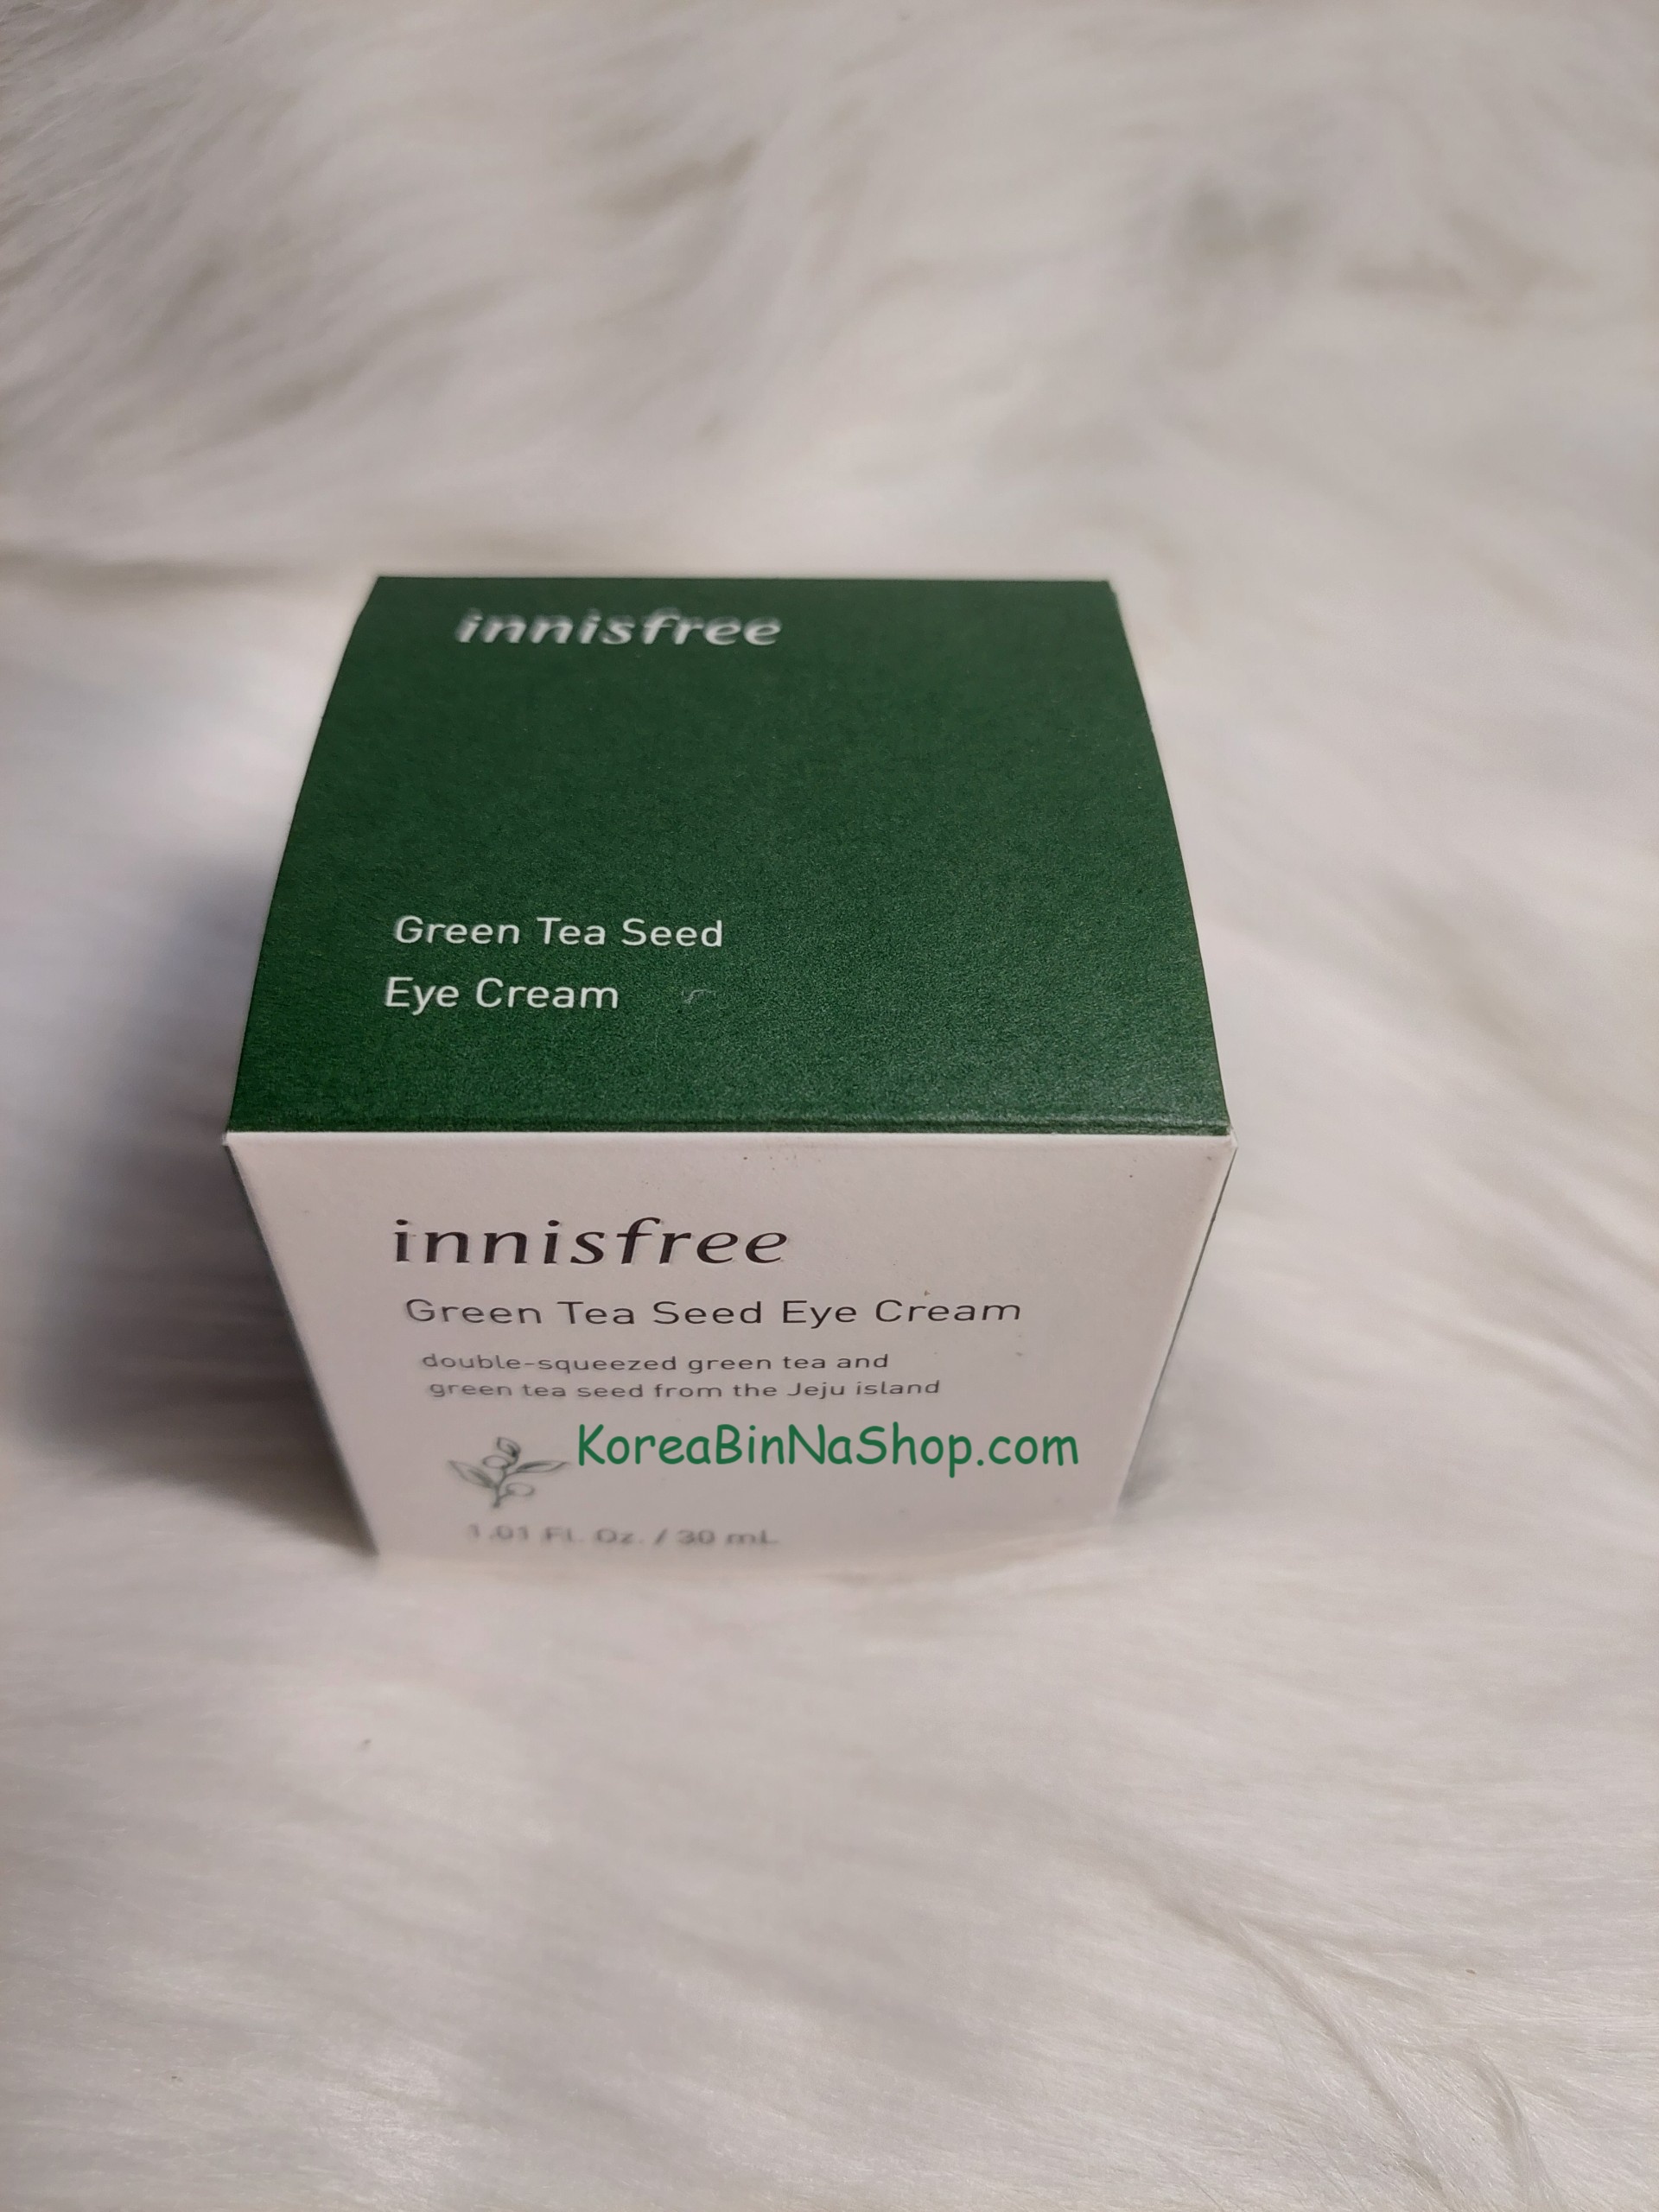 innisfree
Green Tea Seed
Eye Cream
innisfree
Green Tea Seed Eye Cream
double-squeezed green tea and
green tea seed from the Jeju island
KoreaBinNaShop.com
1.01 Fl. Oz. / 30 mL